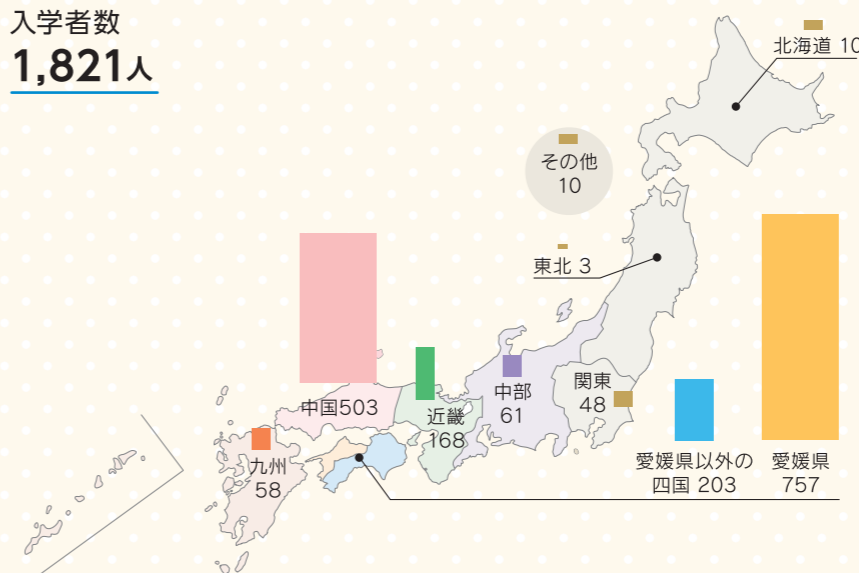 入学者数
1,821人
北海道 10
その他
10
東北 3
関東
48
中部
61
中国503
近畿
168
九州
58
愛媛県以外の
四国 203
愛媛県
757